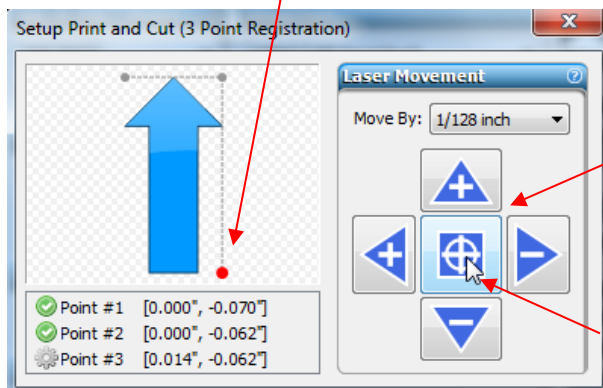 Setup Print and Cut (3 Point Registration)
Laser Movement
Move By: 1/128 inch
Point #1 [0.000", -0.070"]
Point #2 [0.000", -0.062"]
Point #3 [0.014", -0.062"]